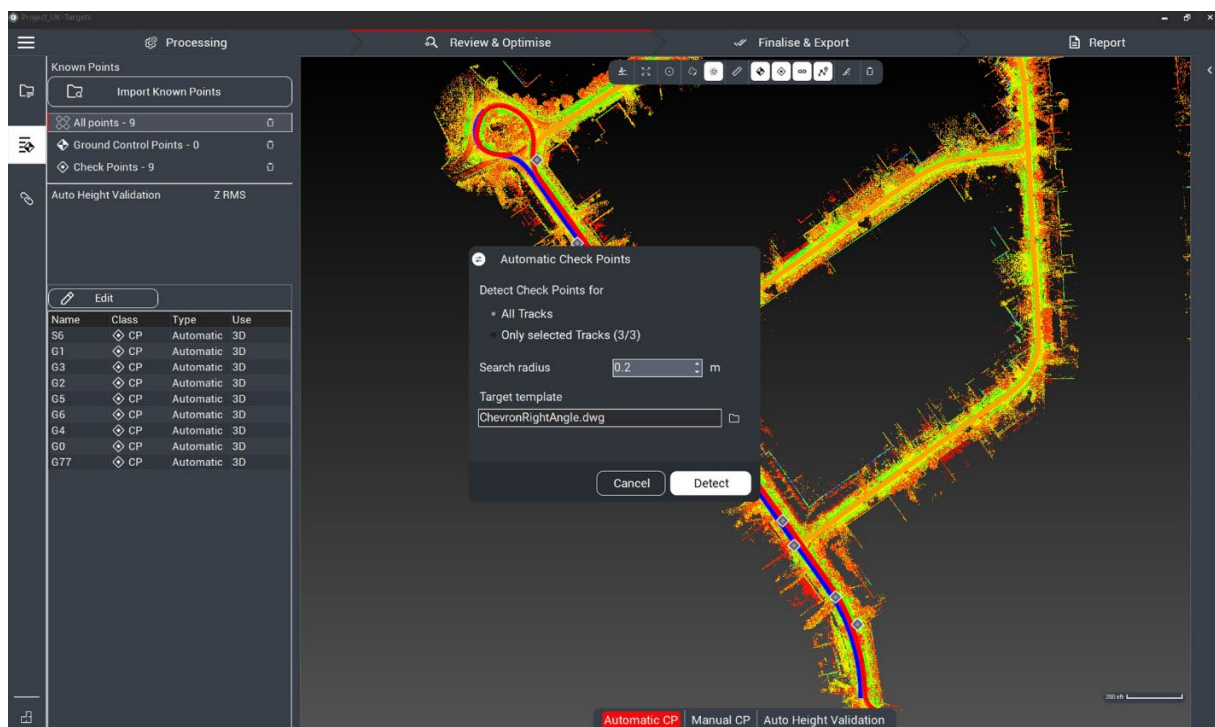 Project_UK-Targets
Processing
Review & Optimise
Finalise & Export
Report
Known Points
Import Known Points
All points - 9
Ground Control Points - 0
Check Points - 9
Auto Height Validation Z RMS
Edit
Name Class Type Use
S6 CP Automatic 3D
G1 CP Automatic 3D
G3 CP Automatic 3D
G2 CP Automatic 3D
G5 CP Automatic 3D
G6 CP Automatic 3D
G4 CP Automatic 3D
G0 CP Automatic 3D
G77 CP Automatic 3D
Automatic Check Points
Detect Check Points for
All Tracks
Only selected Tracks (3/3)
Search radius 0.2 m
Target template
ChevronRightAngle.dwg
Cancel Detect
Automatic CP Manual CP Auto Height Validation